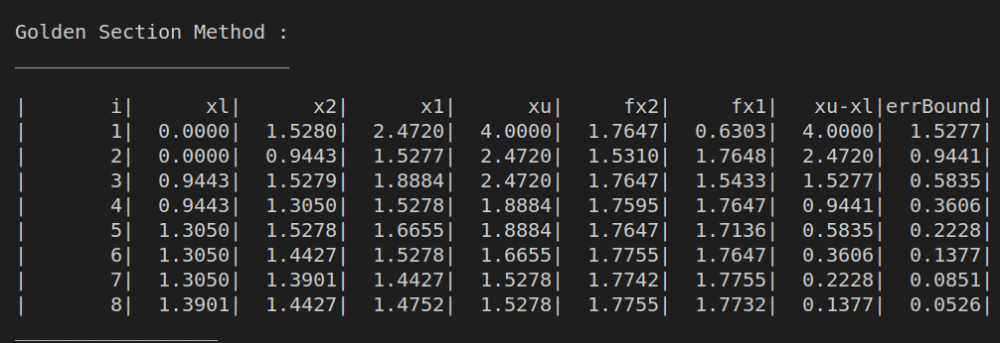 Golden Section Method :
_______________________
|       i|      xl|      x2|      x1|      xu|     fx2|     fx1|   xu-xl|errBound|
|       1|  0.0000|  1.5280|  2.4720|  4.0000|  1.7647|  0.6303|  4.0000|  1.5277|
|       2|  0.0000|  0.9443|  1.5277|  2.4720|  1.5310|  1.7648|  2.4720|  0.9441|
|       3|  0.9443|  1.5279|  1.8884|  2.4720|  1.7647|  1.5433|  1.5277|  0.5835|
|       4|  0.9443|  1.3050|  1.5278|  1.8884|  1.7595|  1.7647|  0.9441|  0.3606|
|       5|  1.3050|  1.5278|  1.6655|  1.8884|  1.7647|  1.7136|  0.5835|  0.2228|
|       6|  1.3050|  1.4427|  1.5278|  1.6655|  1.7755|  1.7647|  0.3606|  0.1377|
|       7|  1.3050|  1.3901|  1.4427|  1.5278|  1.7742|  1.7755|  0.2228|  0.0851|
|       8|  1.3901|  1.4427|  1.4752|  1.5278|  1.7755|  1.7732|  0.1377|  0.0526|
_________________